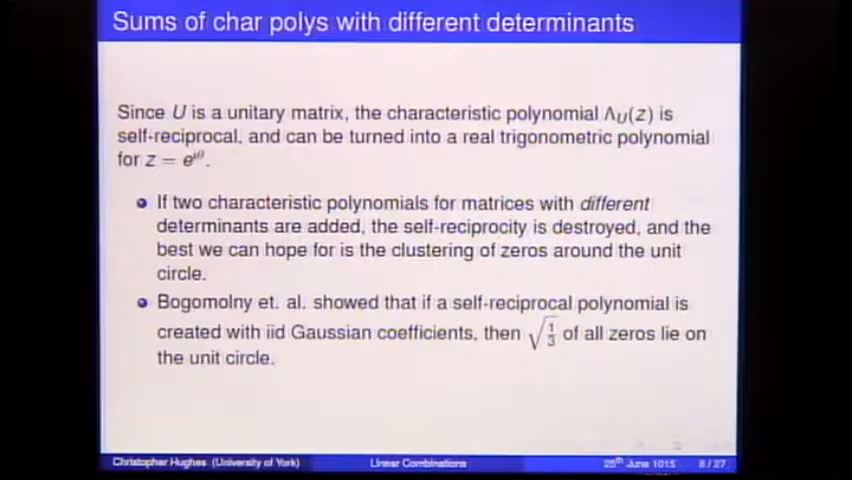 Sums of char polys with different determinants
Since U is a unitary matrix, the characteristic polynomial Λ_U(z) is
self-reciprocal, and can be turned into a real trigonometric polynomial
for z = e^{iθ}.
If two characteristic polynomials for matrices with different
determinants are added, the self-reciprocity is destroyed, and the
best we can hope for is the clustering of zeros around the unit
circle.
Bogomolny et. al. showed that if a self-reciprocal polynomial is
created with iid Gaussian coefficients, then √(1/3) of all zeros lie on
the unit circle.
Christopher Hughes (University of York) Linear Combinations 25th June 1015 8 / 27